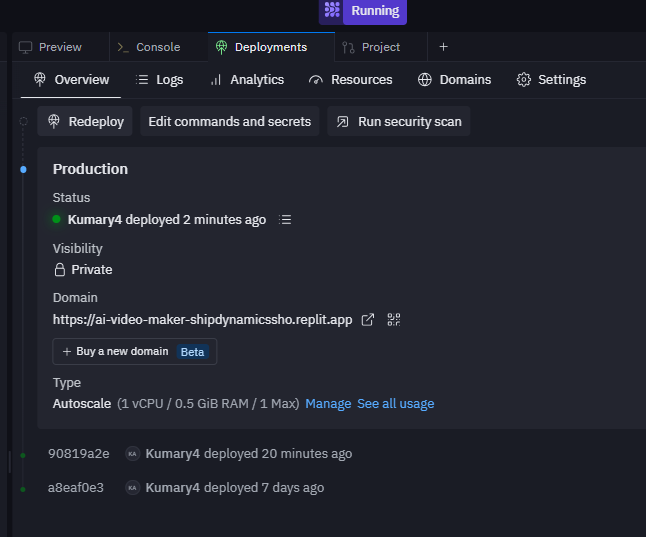 Running
Preview Console Deployments Project +
Overview Logs Analytics Resources Domains Settings
Redeploy Edit commands and secrets Run security scan
Production
Status
Kumary4 deployed 2 minutes ago
Visibility
Private
Domain
https://ai-video-maker-shipdynamicssho.replit.app
+ Buy a new domain Beta
Type
Autoscale (1 vCPU / 0.5 GiB RAM / 1 Max) Manage See all usage
90819a2e KA Kumary4 deployed 20 minutes ago
a8eaf0e3 KA Kumary4 deployed 7 days ago